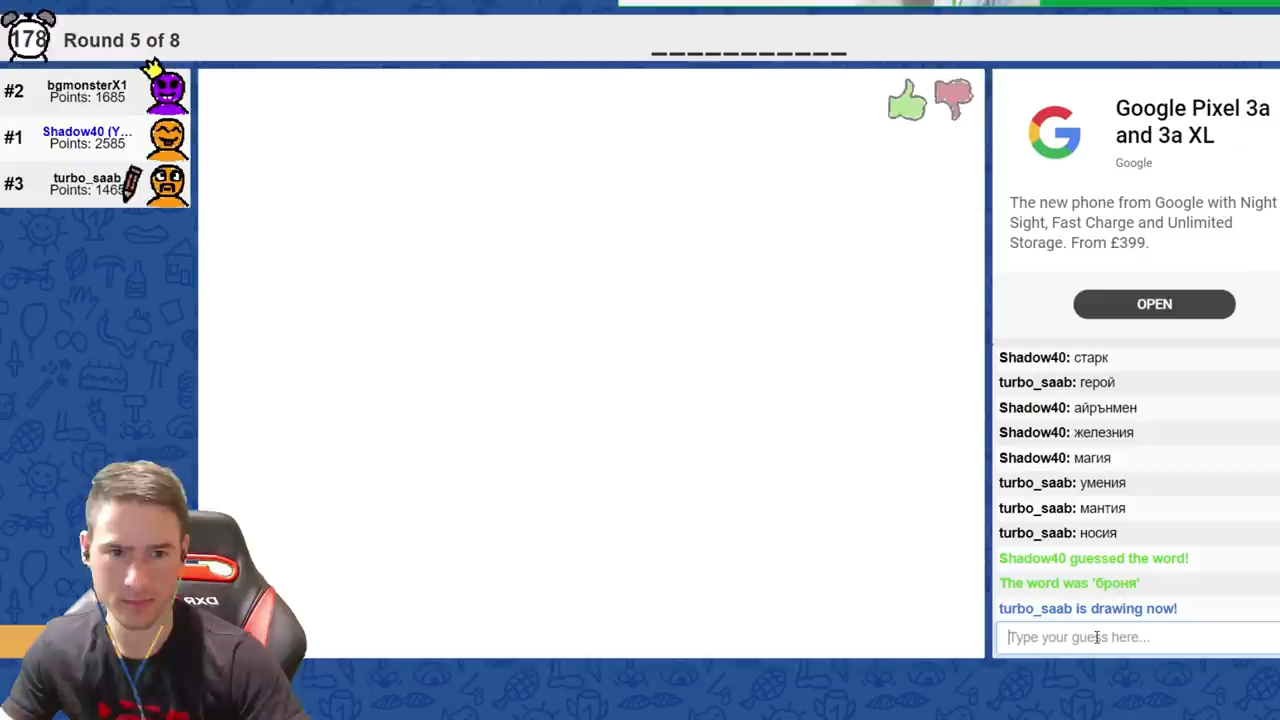 178
Round 5 of 8
___________
#2
bgmonsterX1
Points: 1685
#1
Shadow40 (Y...
Points: 2585
#3
turbo_saab
Points: 1465
Google Pixel 3a
and 3a XL
Google
The new phone from Google with Night
Sight, Fast Charge and Unlimited
Storage. From £399.
OPEN
Shadow40: старк
turbo_saab: герой
Shadow40: айрънмен
Shadow40: железния
Shadow40: магия
turbo_saab: умения
turbo_saab: мантия
turbo_saab: носия
Shadow40 guessed the word!
The word was 'броня'
turbo_saab is drawing now!
Type your guess here...
DXR